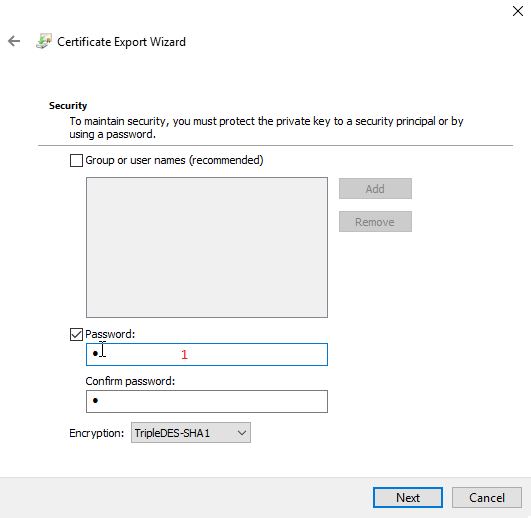 Certificate Export Wizard
Security
To maintain security, you must protect the private key to a security principal or by
using a password.
Group or user names (recommended)
Add
Remove
Password:
1
Confirm password:
Encryption: TripleDES-SHA1
Next Cancel